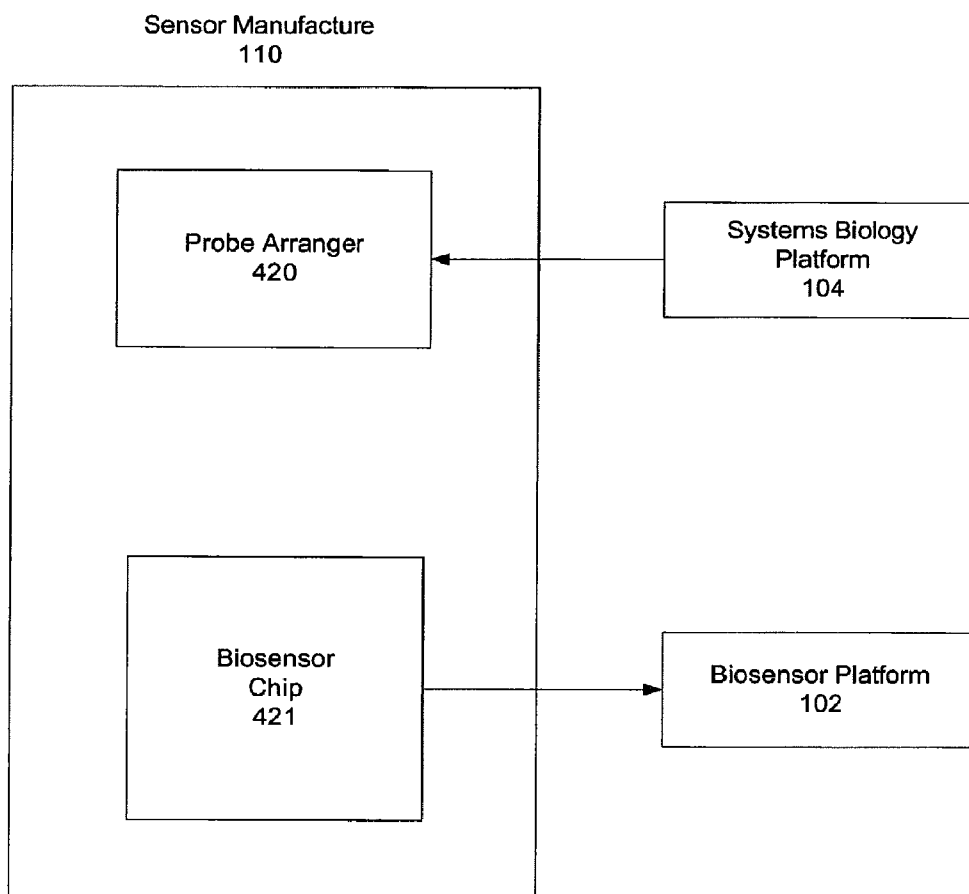 Sensor Manufacture
110
Probe Arranger
420
Systems Biology
Platform
104
Biosensor
Chip
421
Biosensor Platform
102